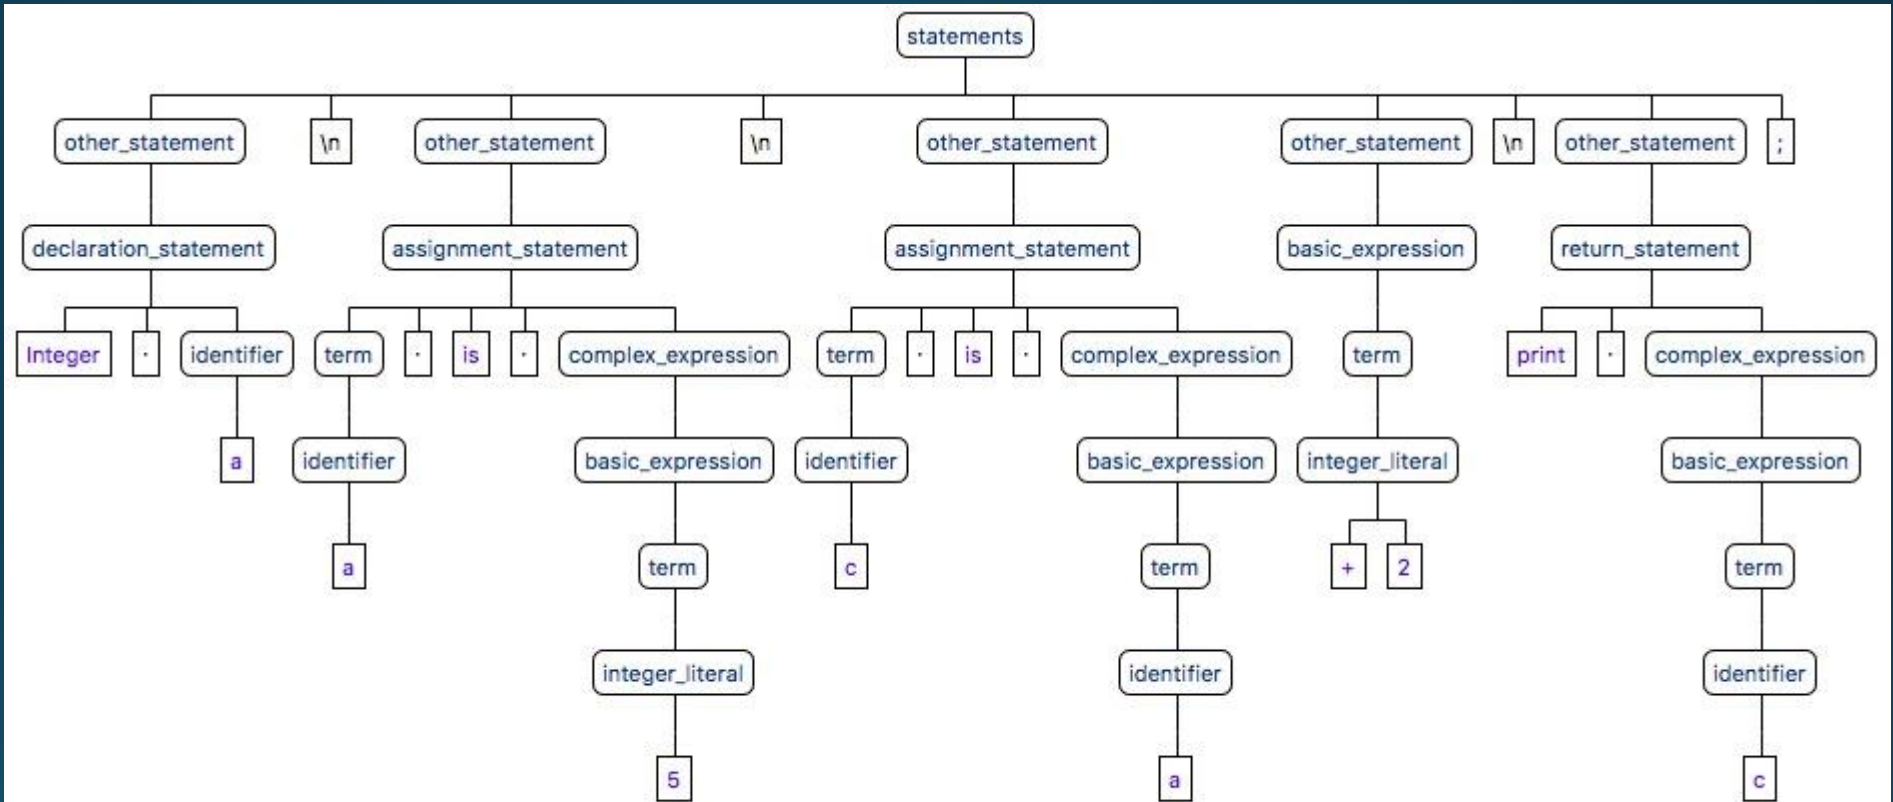 statements
other_statement \n other_statement \n other_statement other_statement \n other_statement ;
declaration_statement assignment_statement assignment_statement basic_expression return_statement
Integer · identifier term · is · complex_expression term · is · complex_expression term print · complex_expression
a identifier basic_expression identifier basic_expression integer_literal basic_expression
a term c term + 2 term
integer_literal identifier identifier
5 a c